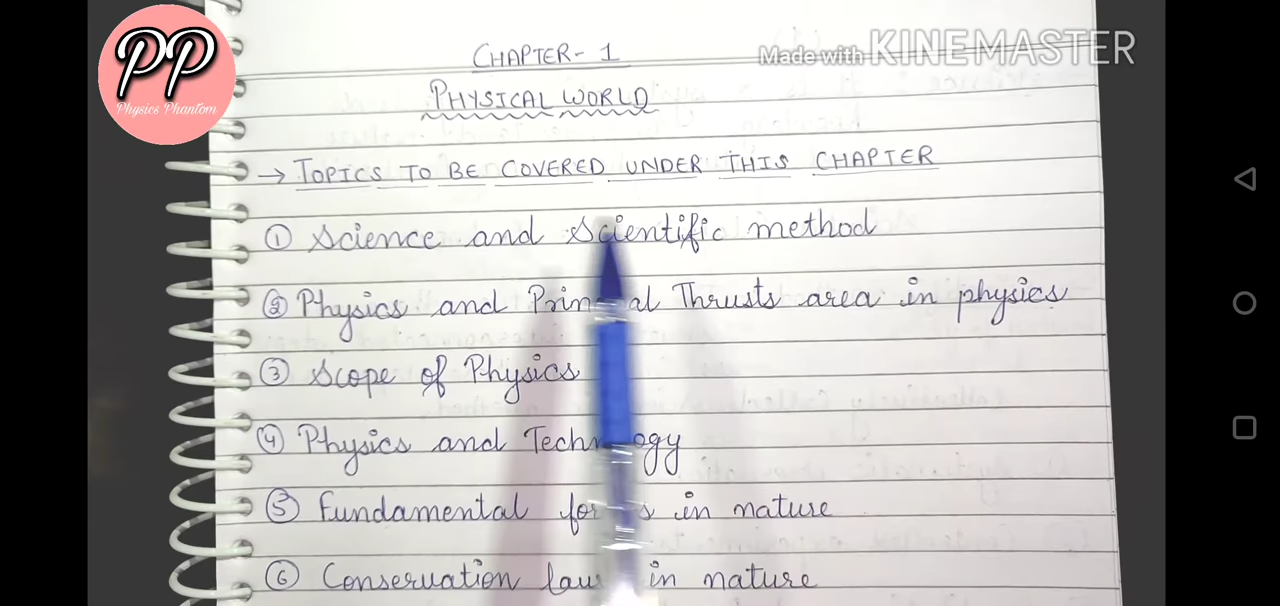 PP
Physics Phantom
Made with KINEMASTER
CHAPTER- 1
PHYSICAL WORLD
→ TOPICS TO BE COVERED UNDER THIS CHAPTER
① Science and Scientific method
② Physics and Thrusts area in physics
③ Scope of Physics
④ Physics and
⑤ Fundamental in nature
⑥ Conservation in nature